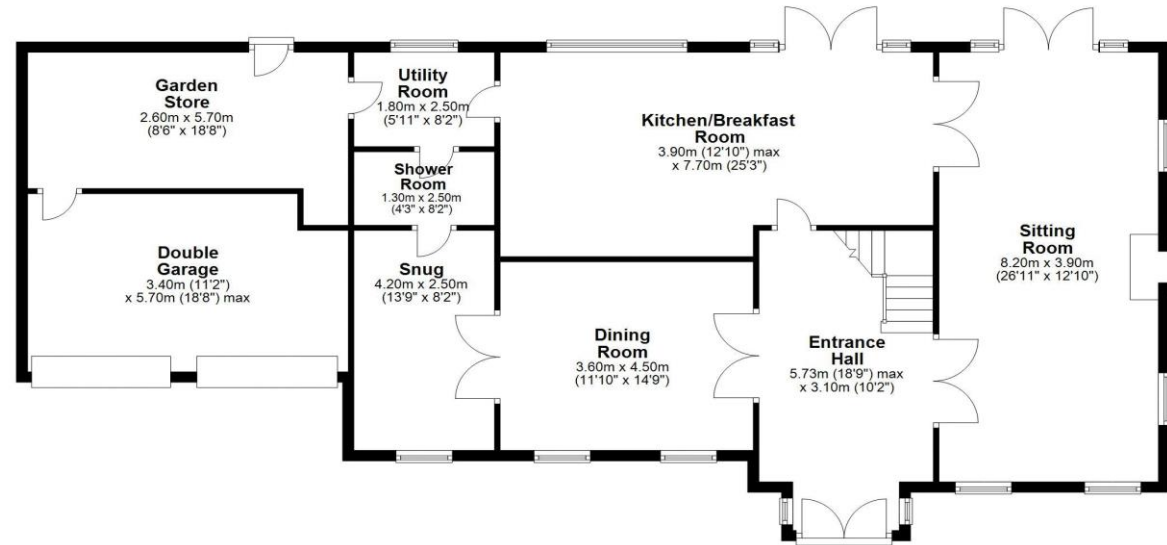 Garden
Store
2.60m x 5.70m
(8'6" x 18'8")
Utility
Room
1.80m x 2.50m
(5'11" x 8'2")
Kitchen/Breakfast
Room
3.90m (12'10") max
x 7.70m (25'3")
Shower
Room
1.30m x 2.50m
(4'3" x 8'2")
Sitting
Room
8.20m x 3.90m
(26'11" x 12'10")
Double
Garage
3.40m (11'2")
x 5.70m (18'8") max
Snug
4.20m x 2.50m
(13'9" x 8'2")
Dining
Room
3.60m x 4.50m
(11'10" x 14'9")
Entrance
Hall
5.73m (18'9") max
x 3.10m (10'2")